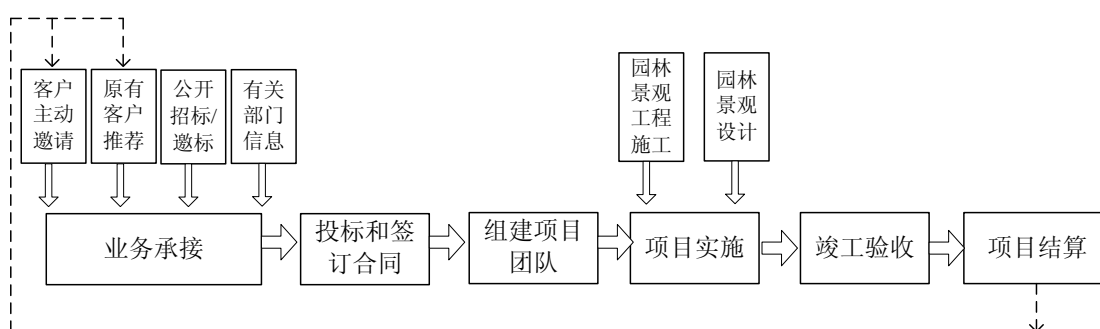 客户
主动
邀请
原有
客户
推荐
公开
招标/
邀标
有关
部门
信息
园林
景观
工程
施工
园林
景观
设计
业务承接
投标和签
订合同
组建项目
团队
项目实施
竣工验收
项目结算